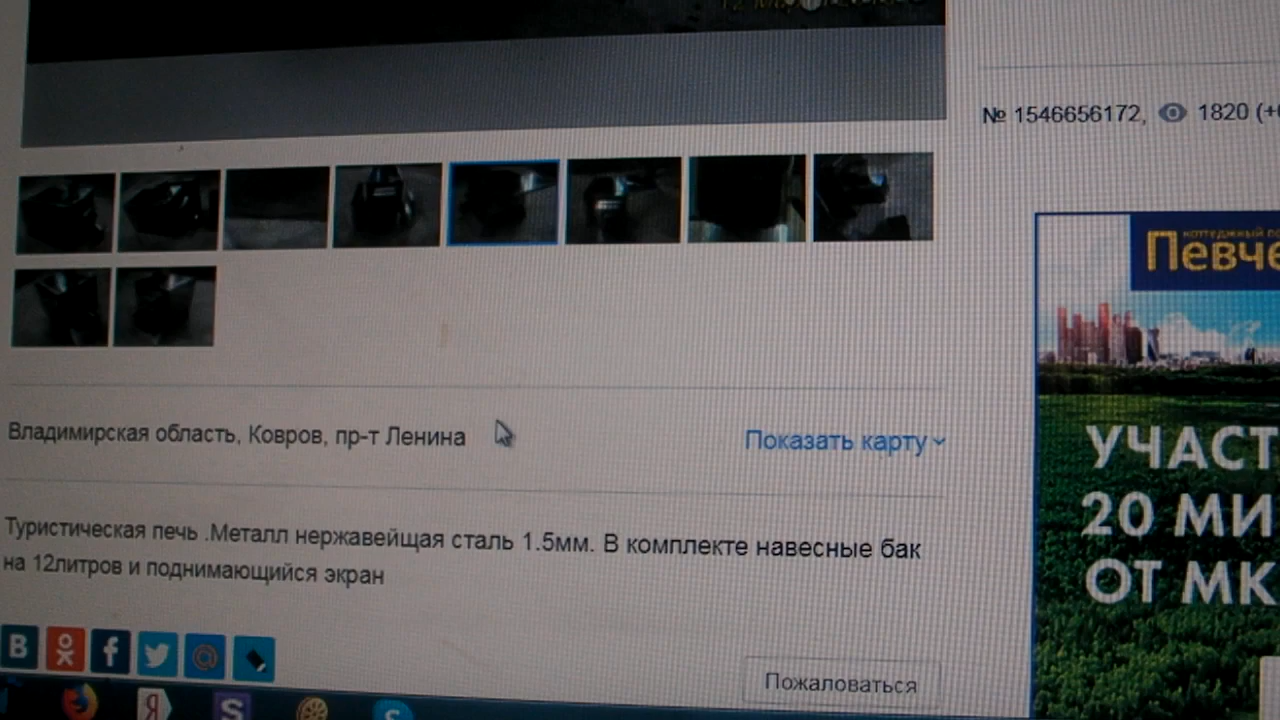 № 1546656172, 1820
Певче
Владимирская область, Ковров, пр-т Ленина
Показать карту
УЧАСТ
20 МИ
ОТ МК
Туристическая печь .Металл нержавейщая сталь 1.5мм. В комплекте навесные бак
на 12литров и поднимающийся экран
Пожаловаться